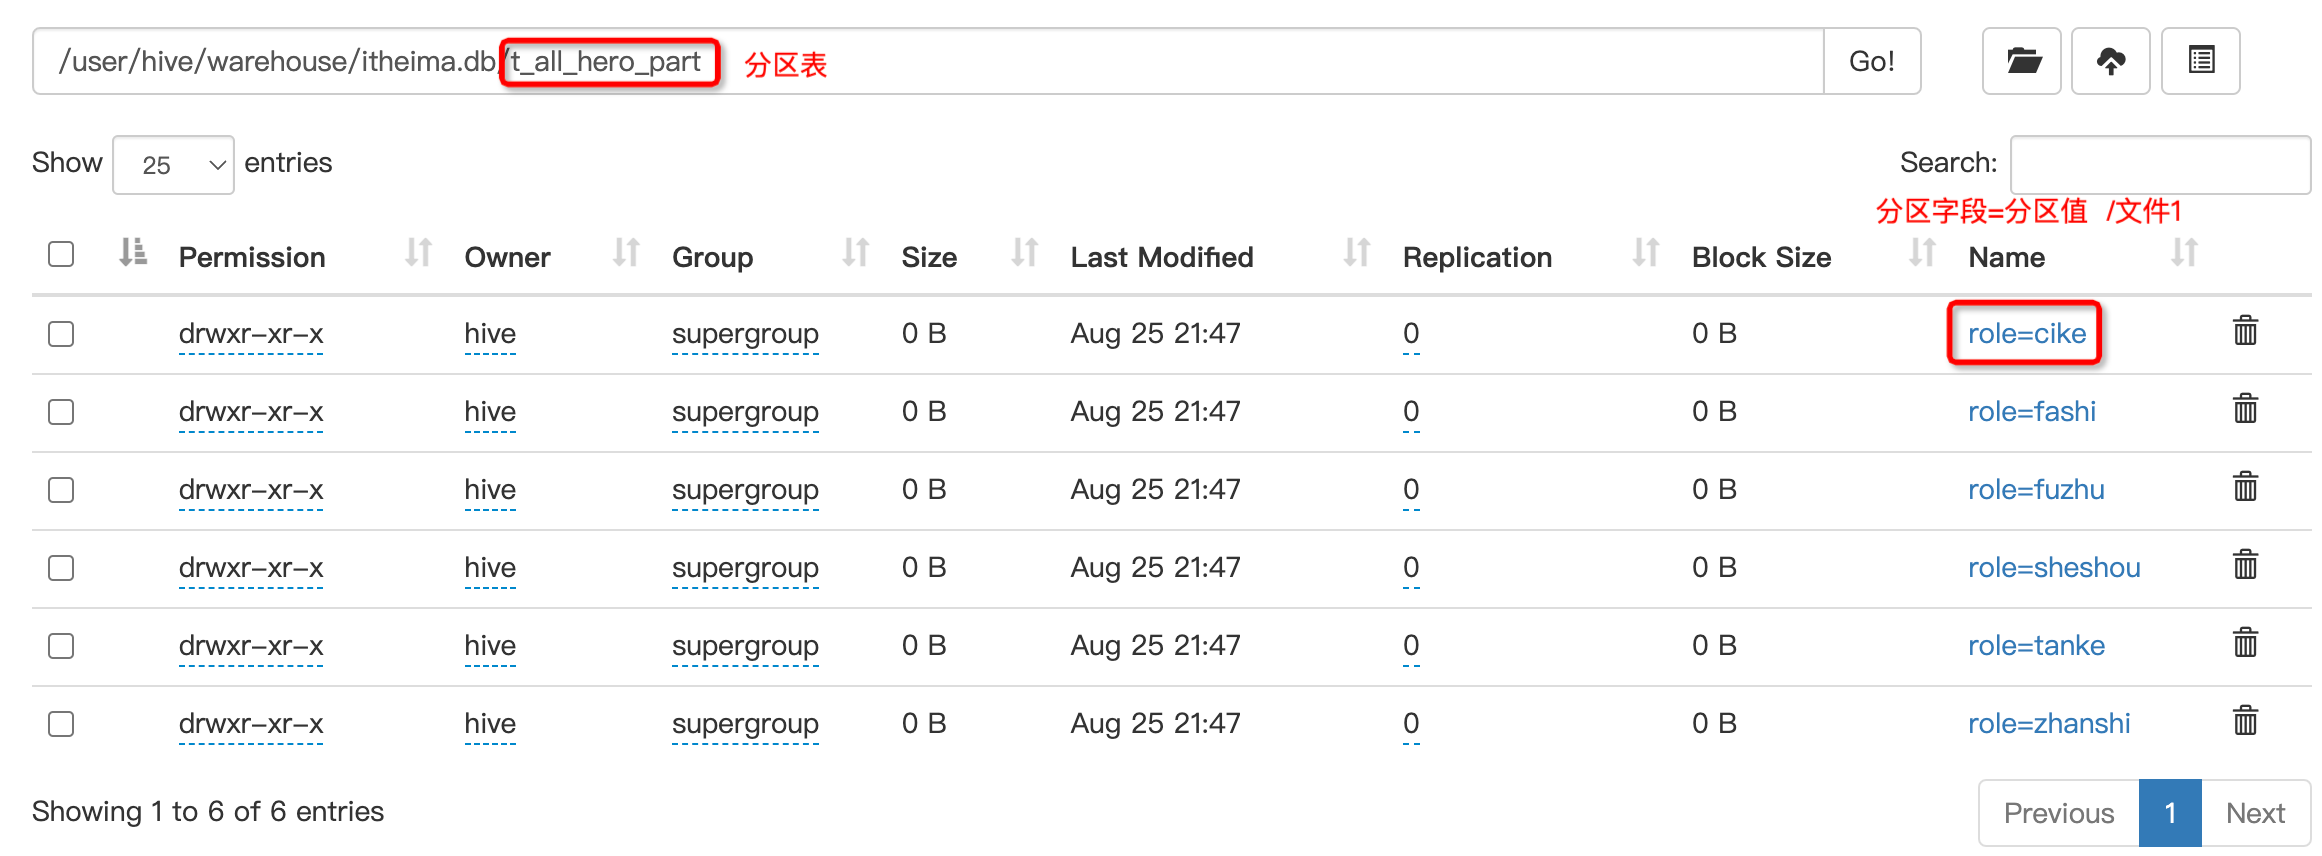 /user/hive/warehouse/itheima.db/t_all_hero_part 分区表 Go!
Show 25 entries Search:
分区字段=分区值 /文件1
Permission Owner Group Size Last Modified Replication Block Size Name
drwxr-xr-x hive supergroup 0 B Aug 25 21:47 0 0 B role=cike
drwxr-xr-x hive supergroup 0 B Aug 25 21:47 0 0 B role=fashi
drwxr-xr-x hive supergroup 0 B Aug 25 21:47 0 0 B role=fuzhu
drwxr-xr-x hive supergroup 0 B Aug 25 21:47 0 0 B role=sheshou
drwxr-xr-x hive supergroup 0 B Aug 25 21:47 0 0 B role=tanke
drwxr-xr-x hive supergroup 0 B Aug 25 21:47 0 0 B role=zhanshi
Showing 1 to 6 of 6 entries Previous 1 Next